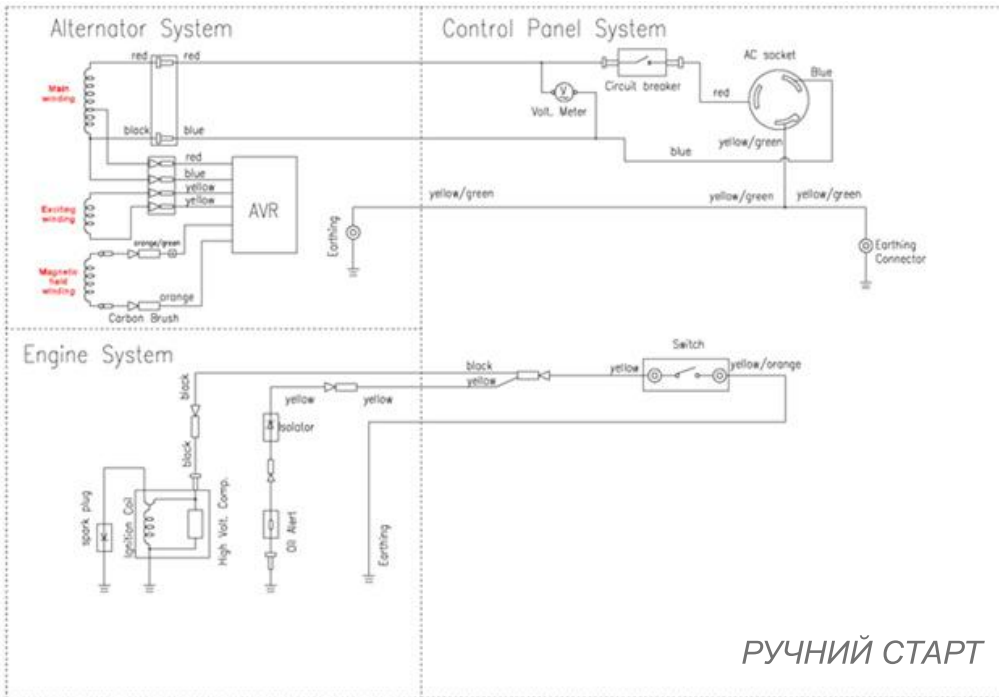 Alternator System
red red
Main
winding
black blue
red
blue
yellow
yellow
AVR
Exciting
winding
orange/green
Magnetic
field
winding
orange
Carbon Brush
Control Panel System
AC socket
Blue
Circuit breaker
red
V
Volt. Meter
yellow/green
blue
yellow/green
yellow/green yellow/green
Earthing
Earthing
Connector
Engine System
Switch
black
yellow
yellow yellow/orange
black
yellow yellow
Isolator
black
spark plug
Ignition Coil
High Volt. Comp.
Oil Alert
Earthing
РУЧНИЙ СТАРТ